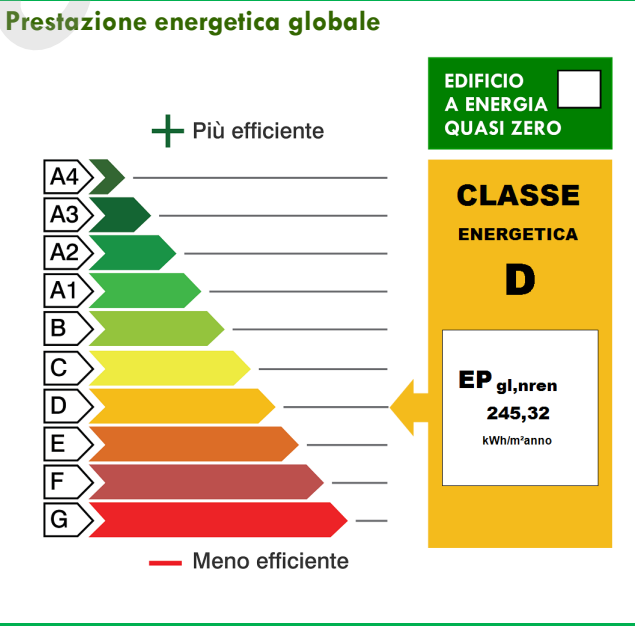 Prestazione energetica globale
EDIFICIO
A ENERGIA
QUASI ZERO
+ Più efficiente
A4
A3
A2
A1
B
C
D
E
F
G
— Meno efficiente
CLASSE
ENERGETICA
D
EP gl,nren
245,32
kWh/m²anno